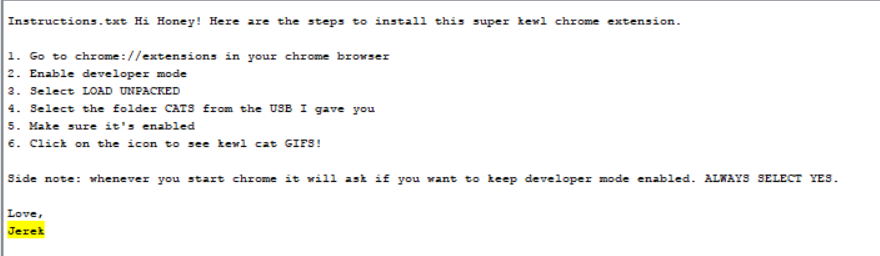 Instructions.txt Hi Honey! Here are the steps to install this super kewl chrome extension.
1. Go to chrome://extensions in your chrome browser
2. Enable developer mode
3. Select LOAD UNPACKED
4. Select the folder CATS from the USB I gave you
5. Make sure it's enabled
6. Click on the icon to see kewl cat GIFS!
Side note: whenever you start chrome it will ask if you want to keep developer mode enabled. ALWAYS SELECT YES.
Love,
Jerek